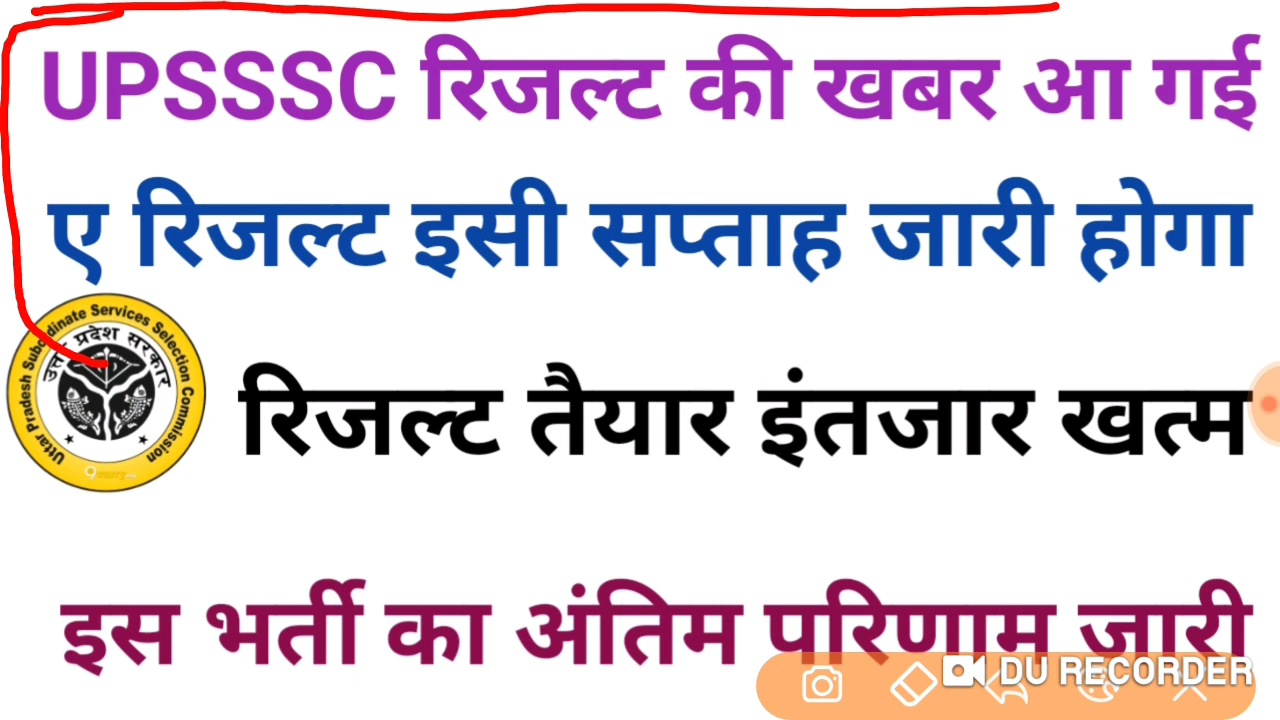 UPSSSC रिजल्ट की खबर आ गई
ए रिजल्ट इसी सप्ताह जारी होगा
Uttar Pradesh Subordinate Services Selection Commission
उत्तर प्रदेश सरकार
रिजल्ट तैयार इंतजार खत्म
इस भर्ती का अंतिम परिणाम जारी
DU RECORDER